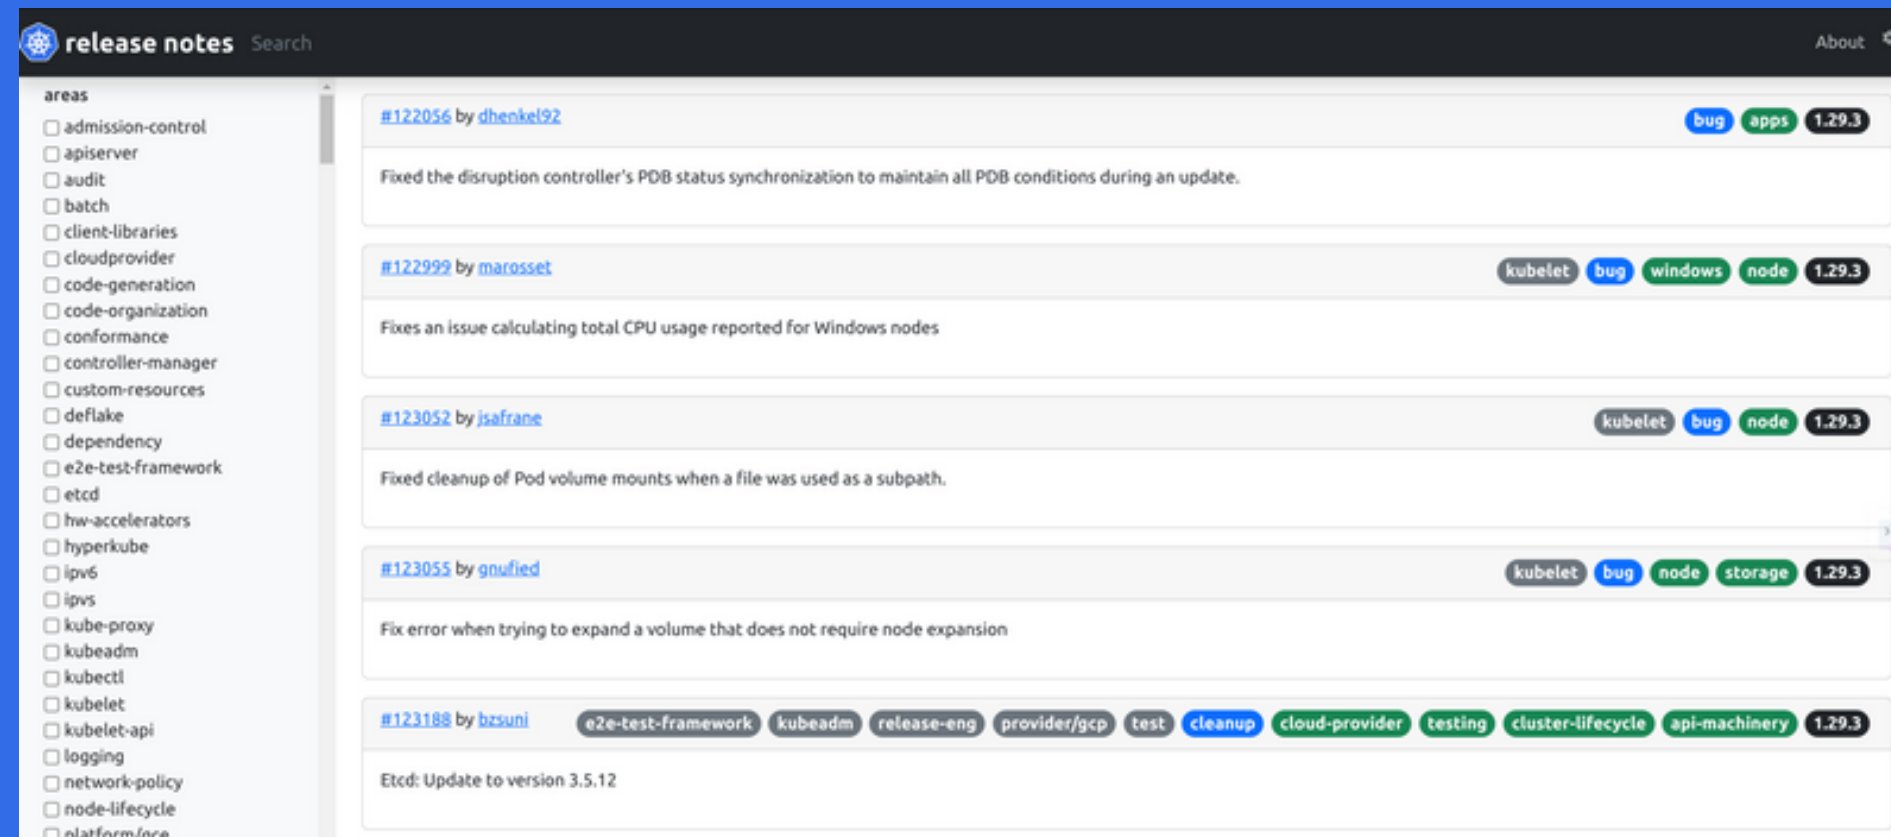 release notes Search About
areas
admission-control
apiserver
audit
batch
client-libraries
cloudprovider
code-generation
code-organization
conformance
controller-manager
custom-resources
deflake
dependency
e2e-test-framework
etcd
hw-accelerators
hyperkube
ipv6
ipvs
kube-proxy
kubeadm
kubectl
kubelet
kubelet-api
logging
network-policy
node-lifecycle
platform/gce
#122056 by dhenkel92 bug apps 1.29.3
Fixed the disruption controller's PDB status synchronization to maintain all PDB conditions during an update.
#122999 by marosset kubelet bug windows node 1.29.3
Fixes an issue calculating total CPU usage reported for Windows nodes
#123052 by jsafrane kubelet bug node 1.29.3
Fixed cleanup of Pod volume mounts when a file was used as a subpath.
#123055 by gnufied kubelet bug node storage 1.29.3
Fix error when trying to expand a volume that does not require node expansion
#123188 by bzsuni e2e-test-framework kubeadm release-eng provider/gcp test cleanup cloud-provider testing cluster-lifecycle api-machinery 1.29.3
Etcd: Update to version 3.5.12